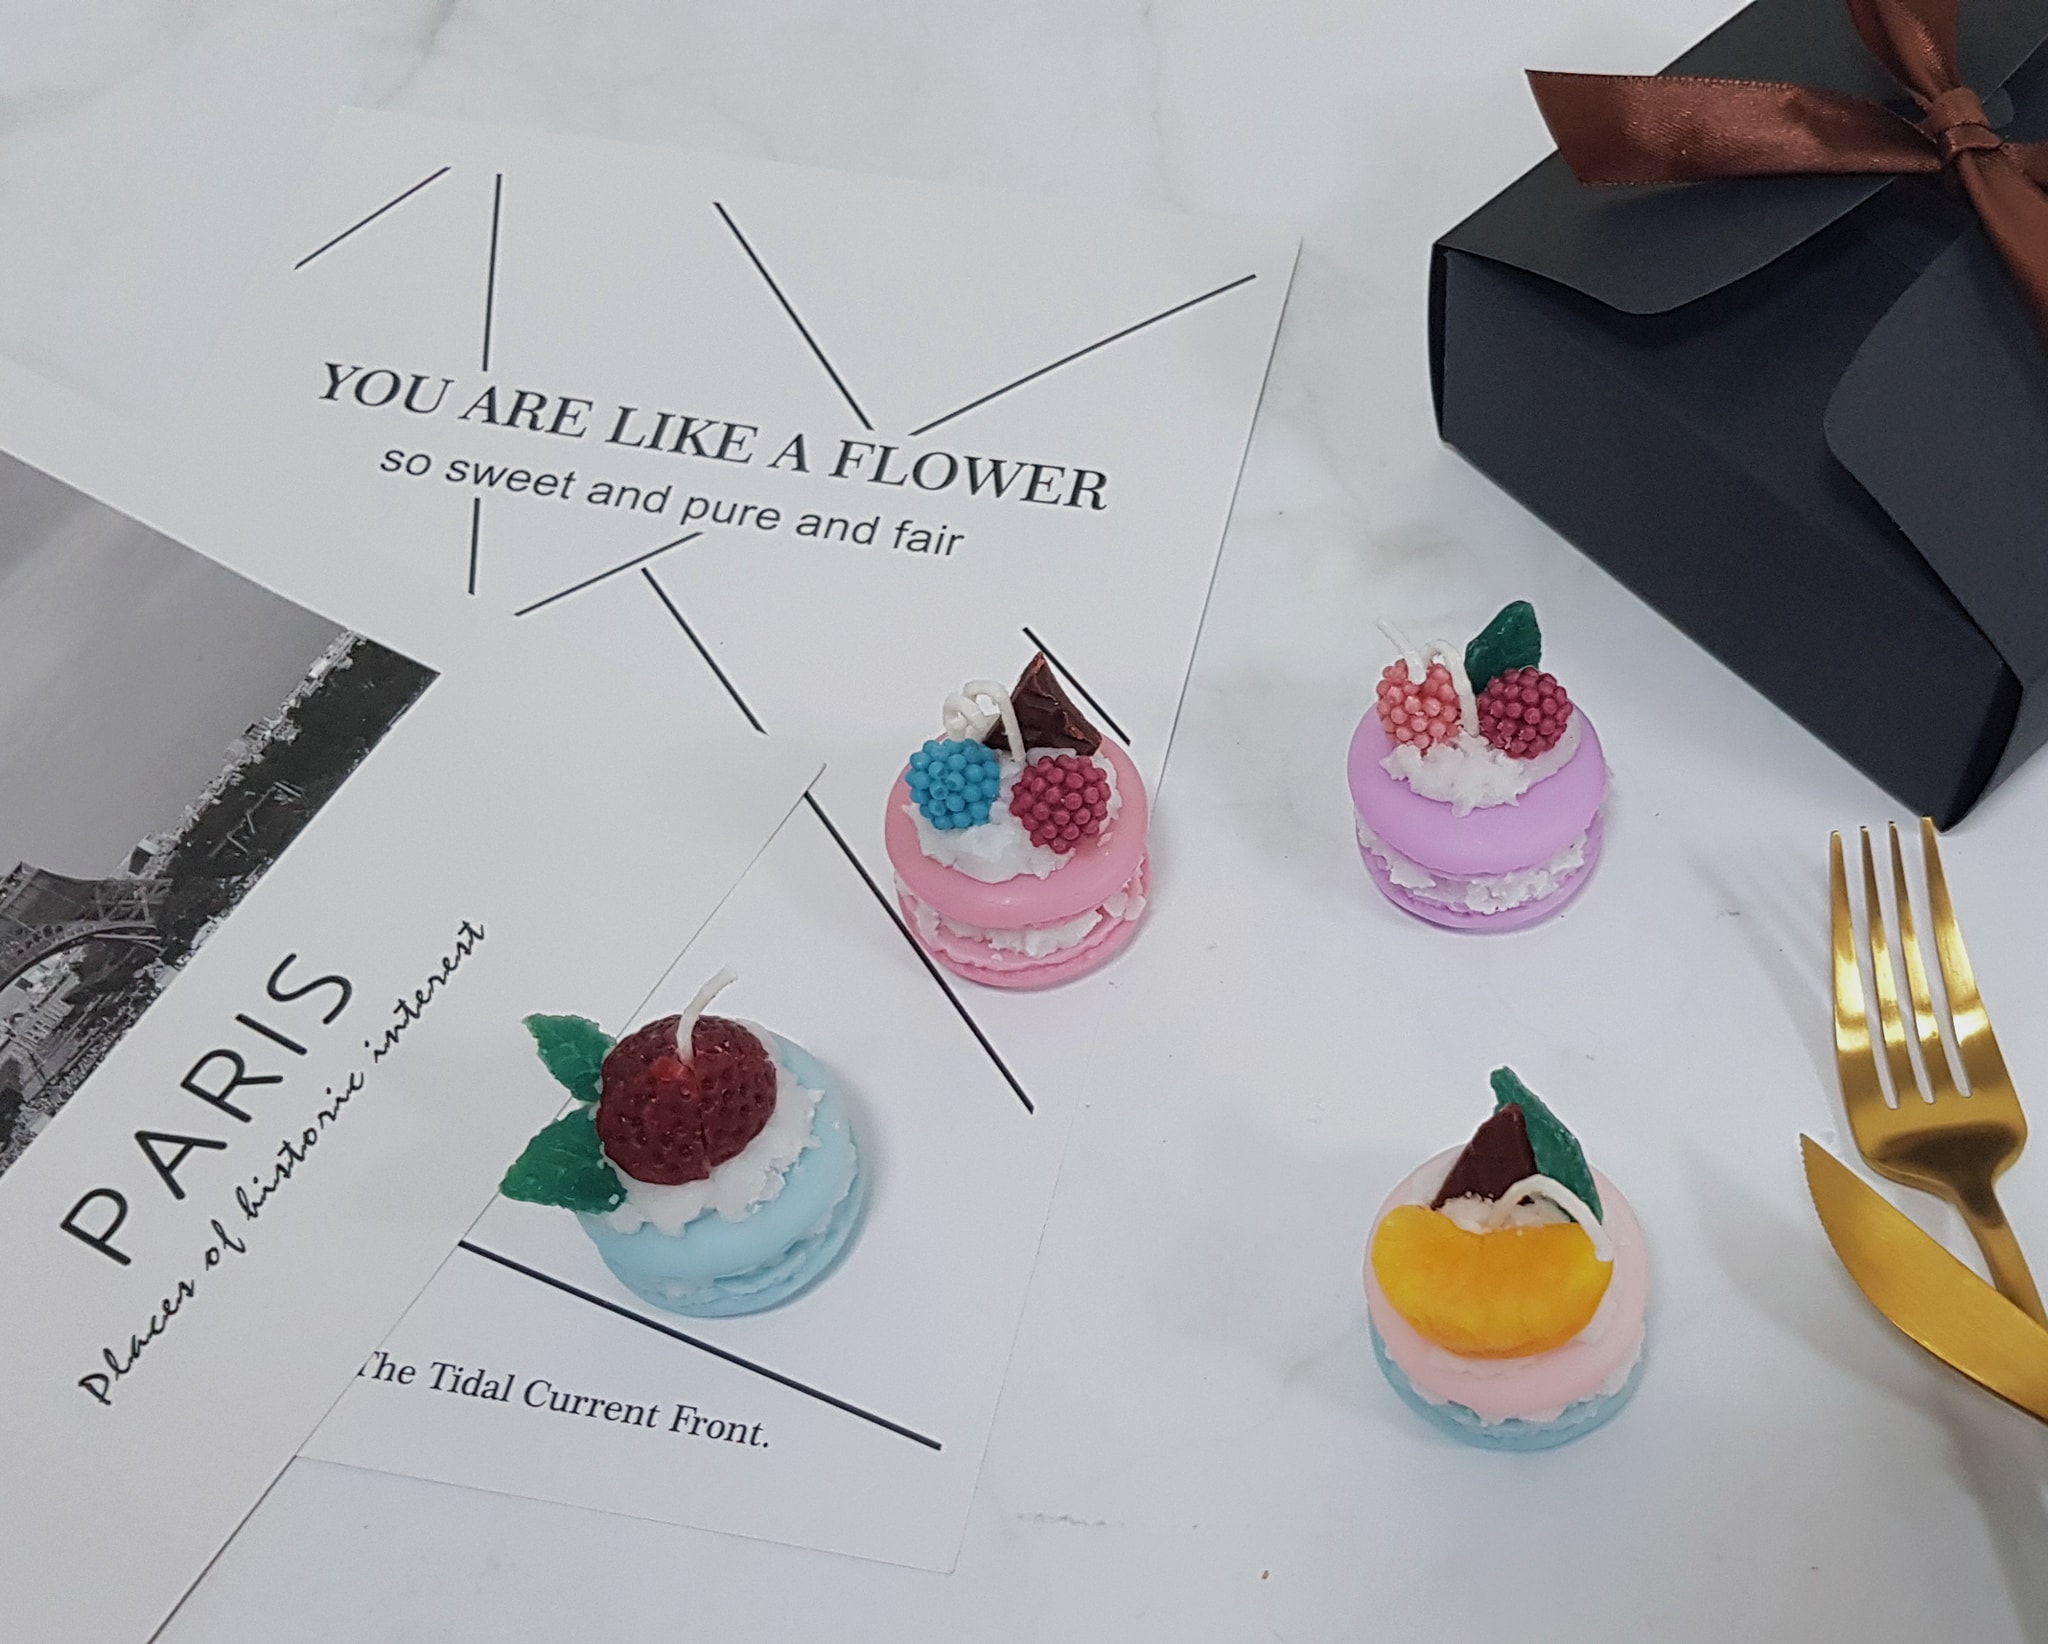 YOU ARE LIKE A FLOWER
so sweet and pure and fair
PARIS
Places of historic interest
The Tidal Current Front.